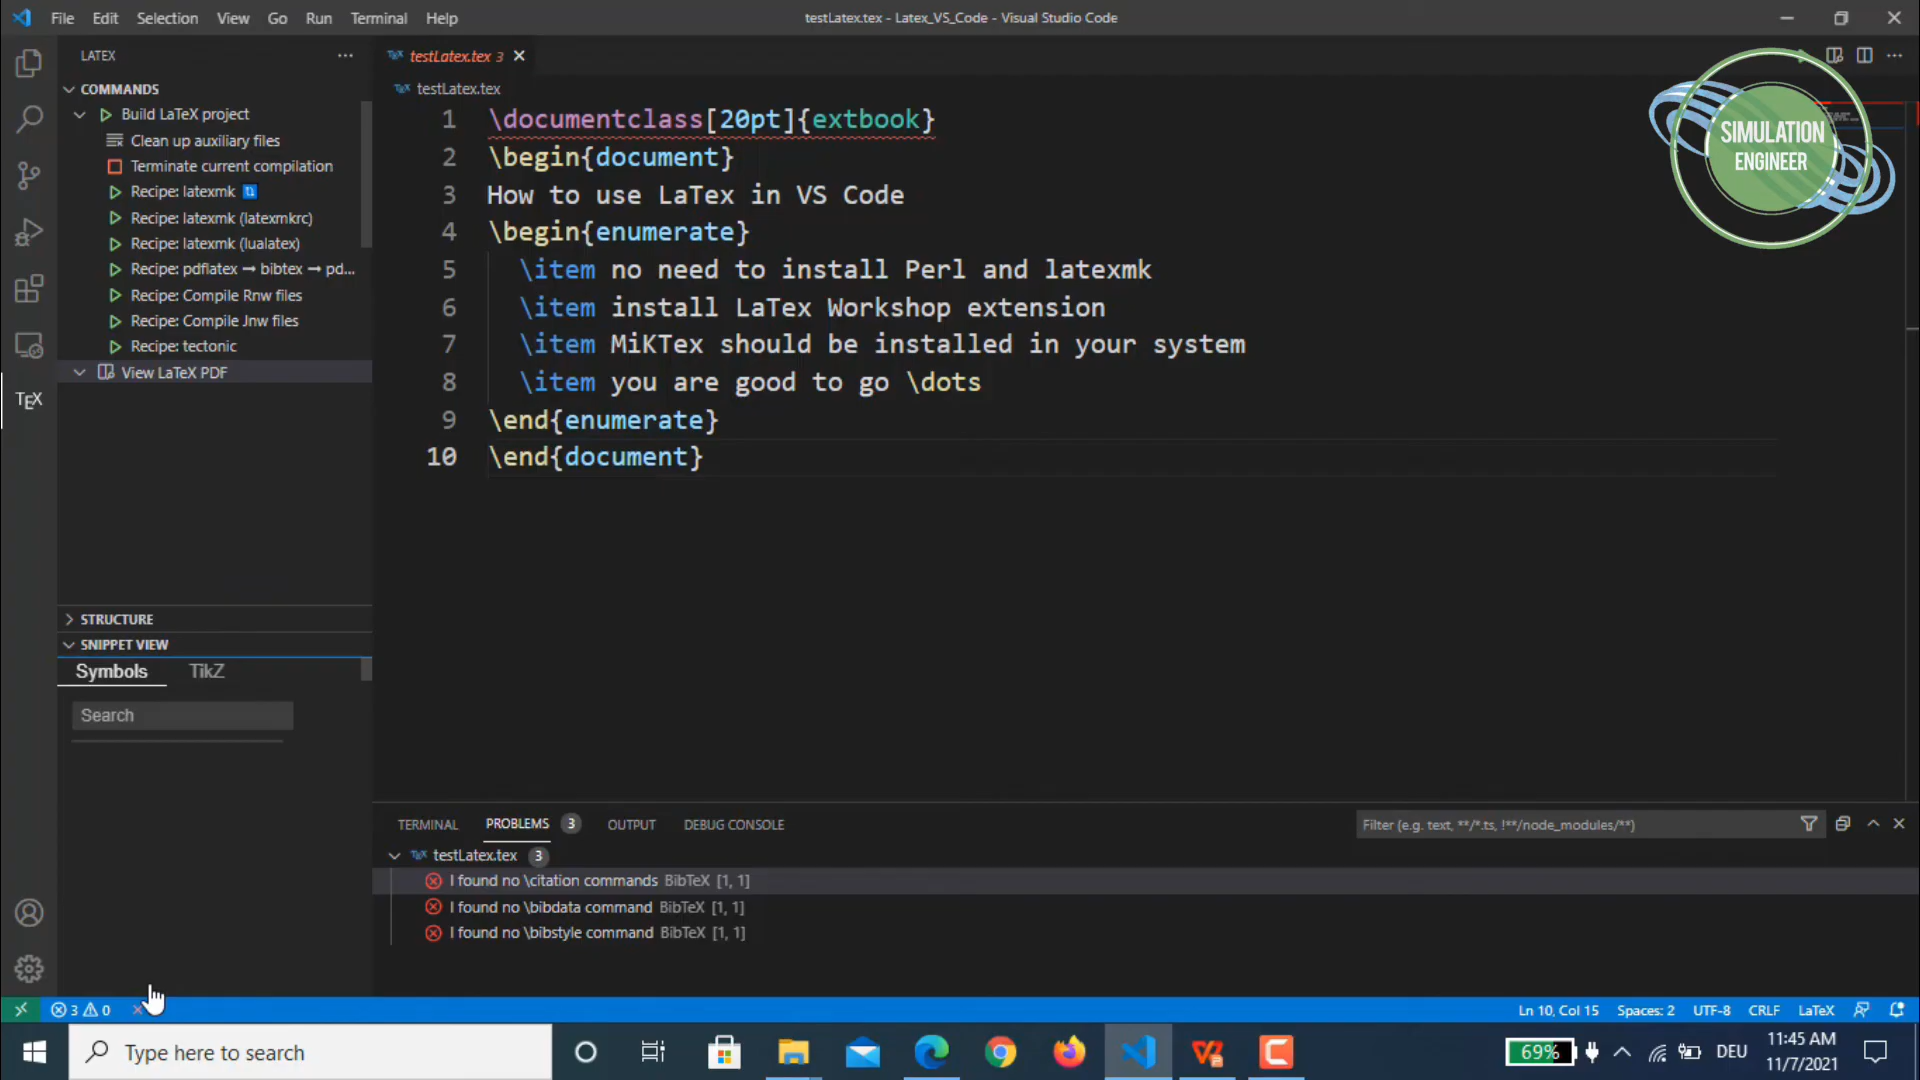 File Edit Selection View Go Run Terminal Help
testLatex.tex - Latex_VS_Code - Visual Studio Code
LATEX
COMMANDS
Build LaTeX project
Clean up auxiliary files
Terminate current compilation
Recipe: latexmk
Recipe: latexmk (latexmkrc)
Recipe: latexmk (lualatex)
Recipe: pdflatex → bibtex → pd...
Recipe: Compile Rnw files
Recipe: Compile Jnw files
Recipe: tectonic
View LaTeX PDF
TEX
STRUCTURE
SNIPPET VIEW
Symbols TikZ
Search
testLatex.tex 3
testLatex.tex
1 \documentclass[20pt]{extbook}
2 \begin{document}
3 How to use LaTex in VS Code
4 \begin{enumerate}
5 \item no need to install Perl and latexmk
6 \item install LaTex Workshop extension
7 \item MiKTex should be installed in your system
8 \item you are good to go \dots
9 \end{enumerate}
10 \end{document}
SIMULATION
ENGINEER
TERMINAL PROBLEMS 3 OUTPUT DEBUG CONSOLE
Filter (e.g. text, **/*.ts, !**/node_modules/**)
testLatex.tex 3
I found no \citation commands BibTeX [1, 1]
I found no \bibdata command BibTeX [1, 1]
I found no \bibstyle command BibTeX [1, 1]
3 0
Ln 10, Col 15 Spaces: 2 UTF-8 CRLF LaTeX
Type here to search
69% DEU 11:45 AM
11/7/2021